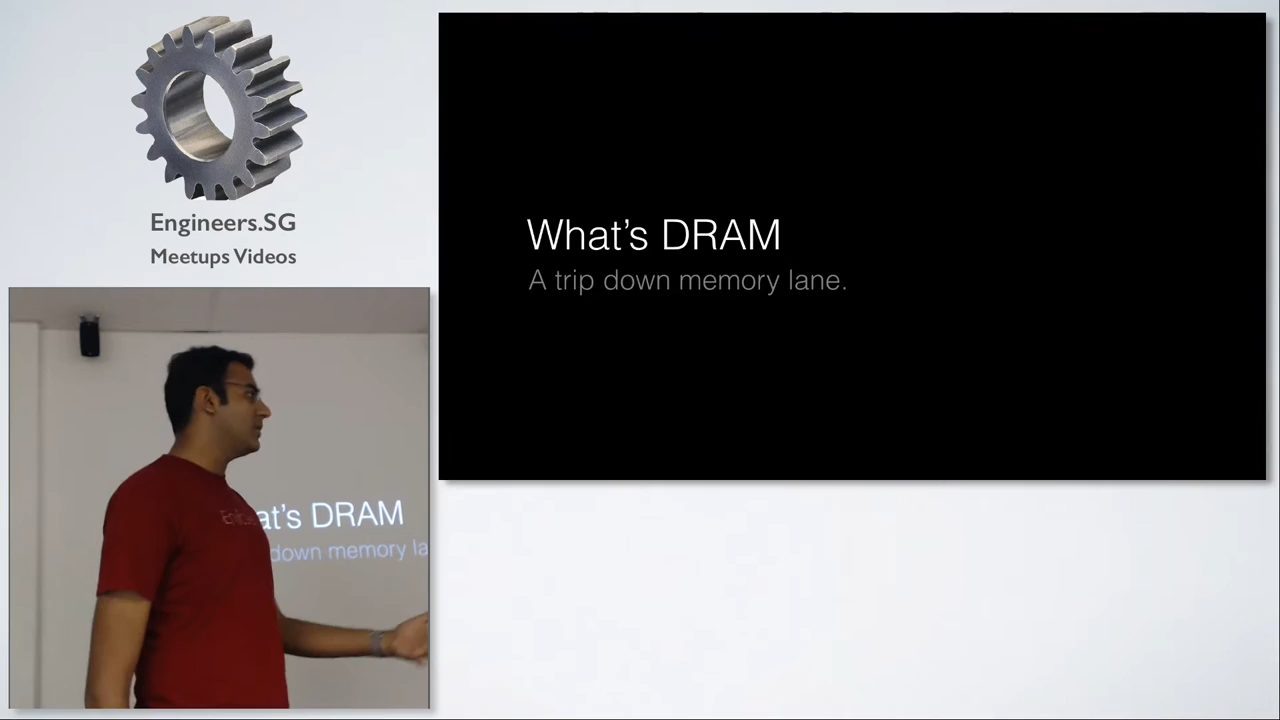 Engineers.SG
Meetups Videos
What's DRAM
A trip down memory lane.
at's DRAM
down memory la